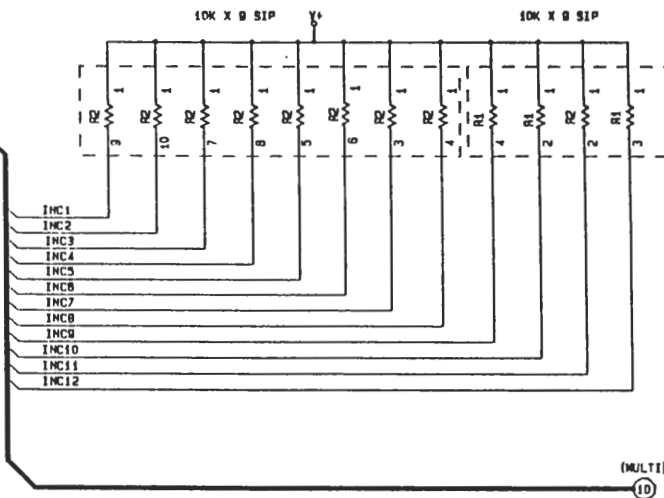 10K X 9 SIP V+ 10K X 9 SIP
1 1 1 1 1 1 1 1 1 1 1 1
R2 R2 R2 R2 R2 R2 R2 R2 R1 R1 R2 R1
9 10 7 8 5 6 3 4 4 2 2 3
INC1
INC2
INC3
INC4
INC5
INC6
INC7
INC8
INC9
INC10
INC11
INC12
10